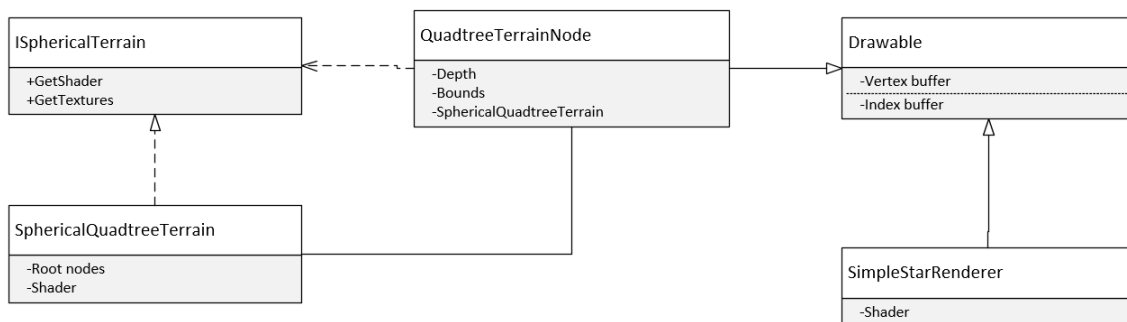 ISphericalTerrain
+GetShader
+GetTextures
QuadtreeTerrainNode
-Depth
-Bounds
-SphericalQuadtreeTerrain
Drawable
-Vertex buffer
-Index buffer
SphericalQuadtreeTerrain
-Root nodes
-Shader
SimpleStarRenderer
-Shader